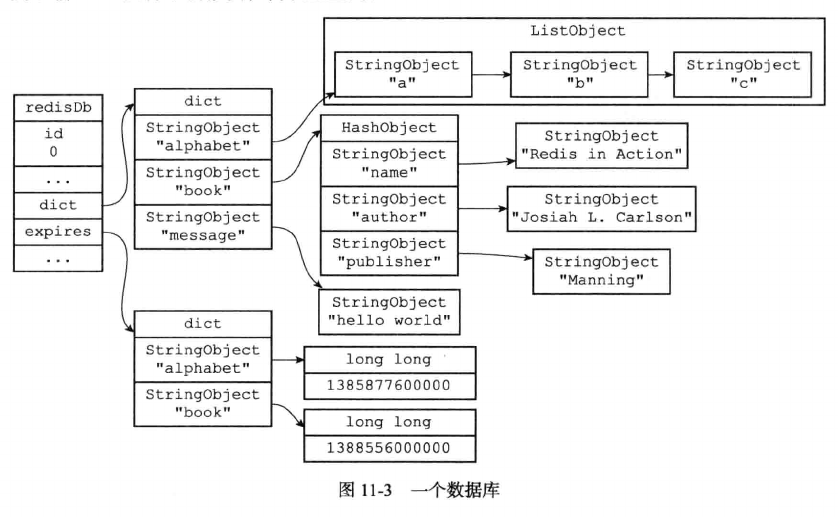 redisDb
id
0
...
dict
expires
...
dict
StringObject
"alphabet"
StringObject
"book"
StringObject
"message"
ListObject
StringObject
"a"
StringObject
"b"
StringObject
"c"
HashObject
StringObject
"name"
StringObject
"author"
StringObject
"publisher"
StringObject
"Redis in Action"
StringObject
"Josiah L. Carlson"
StringObject
"Manning"
StringObject
"hello world"
dict
StringObject
"alphabet"
StringObject
"book"
long long
1385877600000
long long
1388556000000
图 11-3 一个数据库